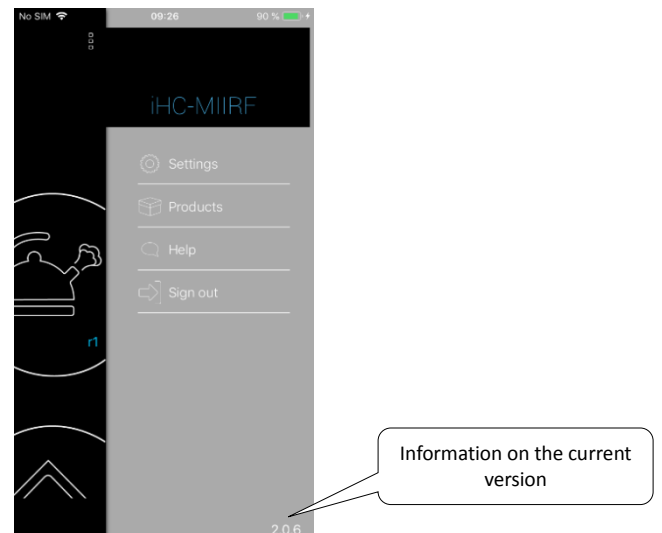 No SIM 09:26 90 %
iHC-MIIRF
Settings
Products
Help
Sign out
r1
Information on the current
version
2.0.6